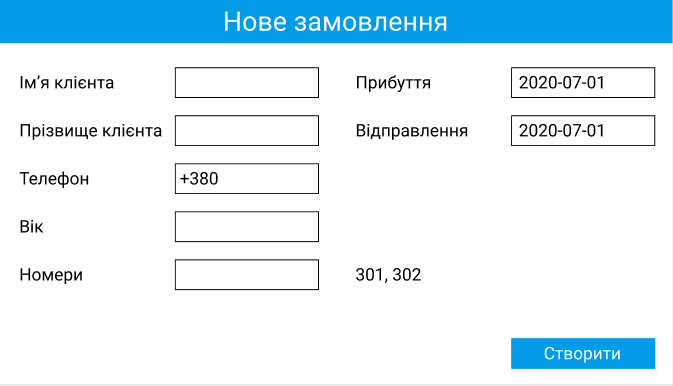 Нове замовлення
Ім’я клієнта
Прибуття 2020-07-01
Прізвище клієнта
Відправлення 2020-07-01
Телефон +380
Вік
Номери
301, 302
Створити